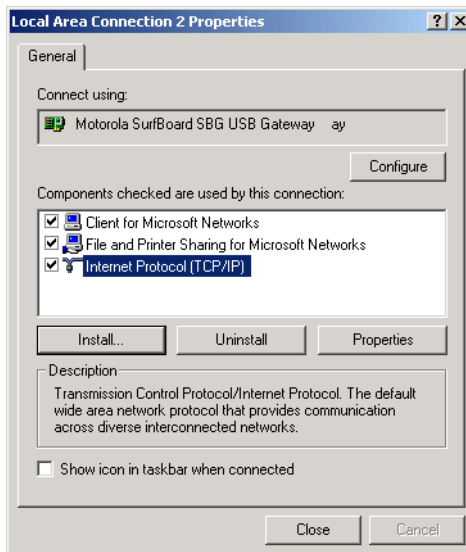 Local Area Connection 2 Properties
General
Connect using:
Motorola SurfBoard SBG USB Gateway ay
Configure
Components checked are used by this connection:
Client for Microsoft Networks
File and Printer Sharing for Microsoft Networks
Internet Protocol (TCP/IP)
Install... Uninstall Properties
Description
Transmission Control Protocol/Internet Protocol. The default
wide area network protocol that provides communication
across diverse interconnected networks.
Show icon in taskbar when connected
Close Cancel